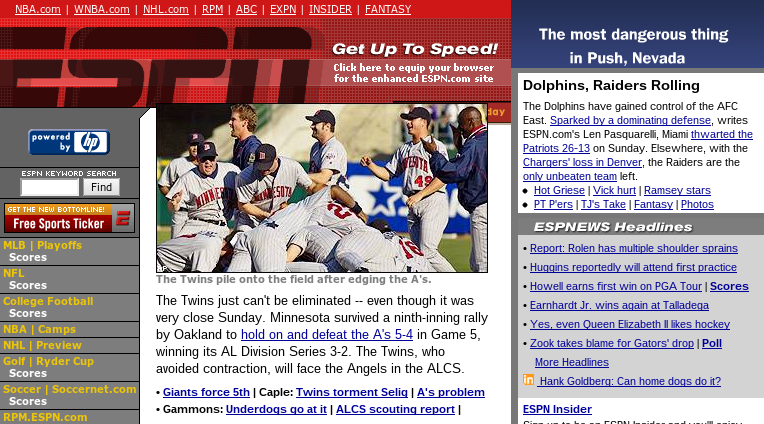 NBA.com | WNBA.com | NHL.com | RPM | ABC | EXPN | INSIDER | FANTASY
ESPN
Get Up To Speed!
Click here to equip your browser
for the enhanced ESPN.com site
The most dangerous thing
in Push, Nevada
powered
by hp
ESPN KEYWORD SEARCH
Find
GET THE NEW BOTTOMLINE!
Free Sports Ticker
MLB | Playoffs
Scores
NFL
Scores
College Football
Scores
NBA | Camps
NHL | Preview
Golf | Ryder Cup
Scores
Soccer | Soccernet.com
Scores
RPM.ESPN.com
day
MINNESOTA
The Twins pile onto the field after edging the A's.
The Twins just can't be eliminated -- even though it was
very close Sunday. Minnesota survived a ninth-inning rally
by Oakland to hold on and defeat the A's 5-4 in Game 5,
winning its AL Division Series 3-2. The Twins, who
avoided contraction, will face the Angels in the ALCS.
• Giants force 5th | Caple: Twins torment Selig | A's problem
• Gammons: Underdogs go at it | ALCS scouting report |
Dolphins, Raiders Rolling
The Dolphins have gained control of the AFC
East. Sparked by a dominating defense, writes
ESPN.com's Len Pasquarelli, Miami thwarted the
Patriots 26-13 on Sunday. Elsewhere, with the
Chargers' loss in Denver, the Raiders are the
only unbeaten team left.
• Hot Griese | Vick hurt | Ramsey stars
• PT P'ers | TJ's Take | Fantasy | Photos
ESPNEWS Headlines
• Report: Rolen has multiple shoulder sprains
• Huggins reportedly will attend first practice
• Howell earns first win on PGA Tour | Scores
• Earnhardt Jr. wins again at Talladega
• Yes, even Queen Elizabeth II likes hockey
• Zook takes blame for Gators' drop | Poll
More Headlines
in Hank Goldberg: Can home dogs do it?
ESPN Insider